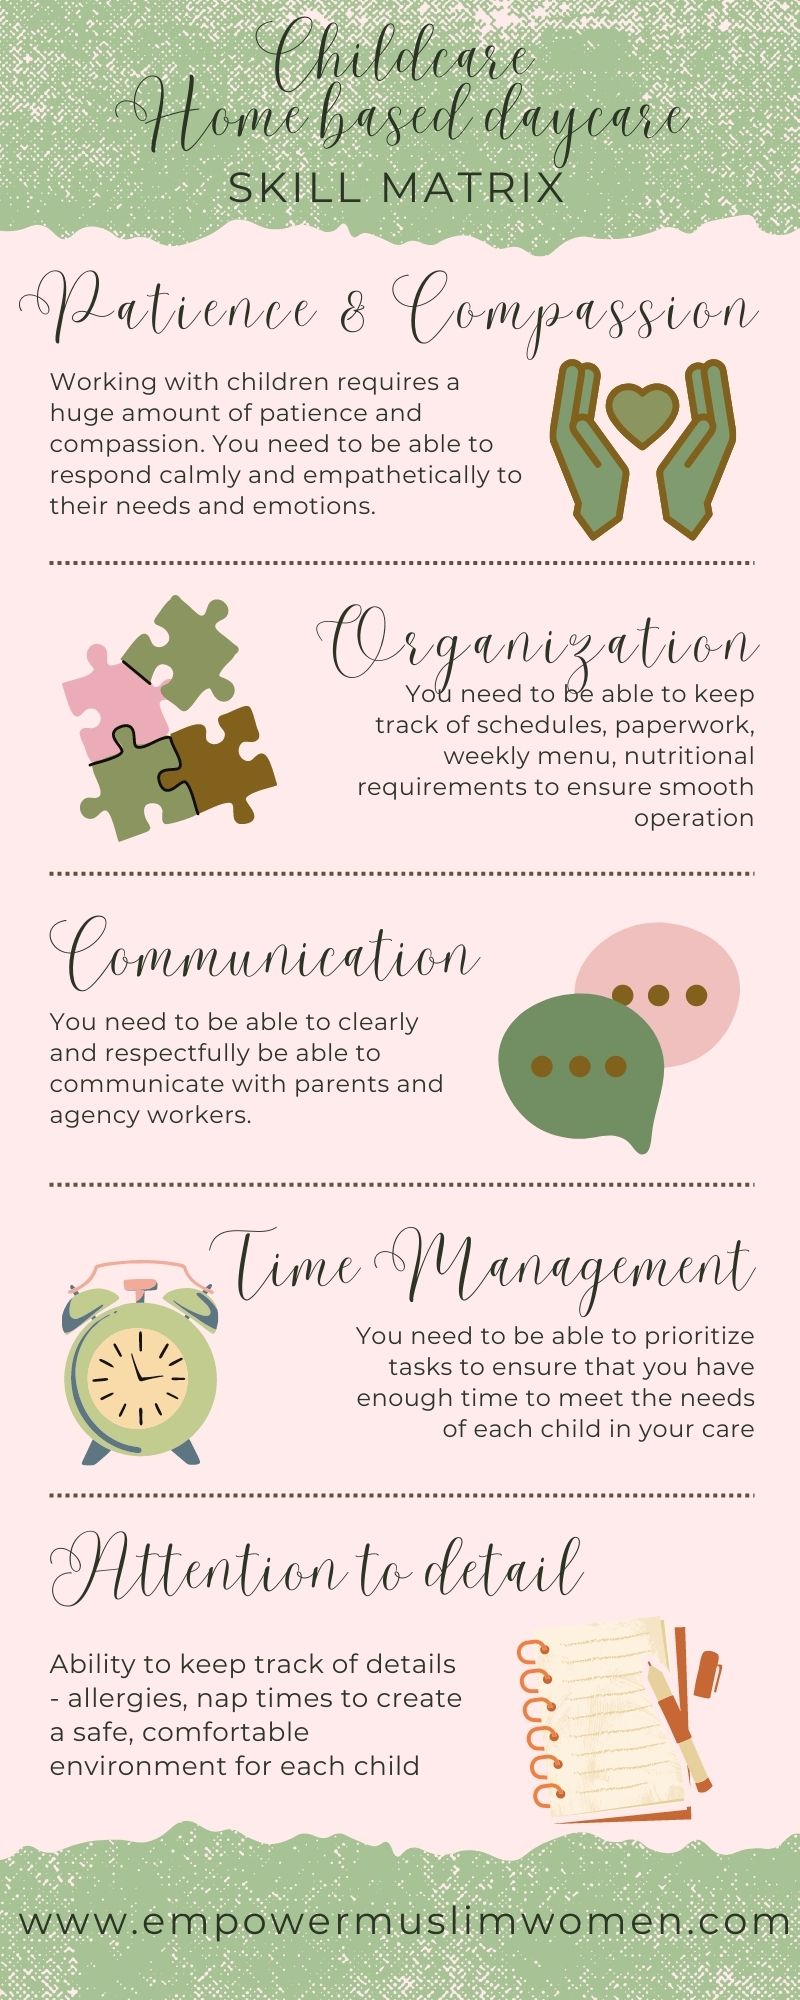 Childcare
Home based daycare
SKILL MATRIX
Patience & Compassion
Working with children requires a
huge amount of patience and
compassion. You need to be able to
respond calmly and empathetically to
their needs and emotions.
Organization
You need to be able to keep
track of schedules, paperwork,
weekly menu, nutritional
requirements to ensure smooth
operation
Communication
You need to be able to clearly
and respectfully be able to
communicate with parents and
agency workers.
Time Management
You need to be able to prioritize
tasks to ensure that you have
enough time to meet the needs
of each child in your care
Attention to detail
Ability to keep track of details
- allergies, nap times to create
a safe, comfortable
environment for each child
www.empowermuslimwomen.com